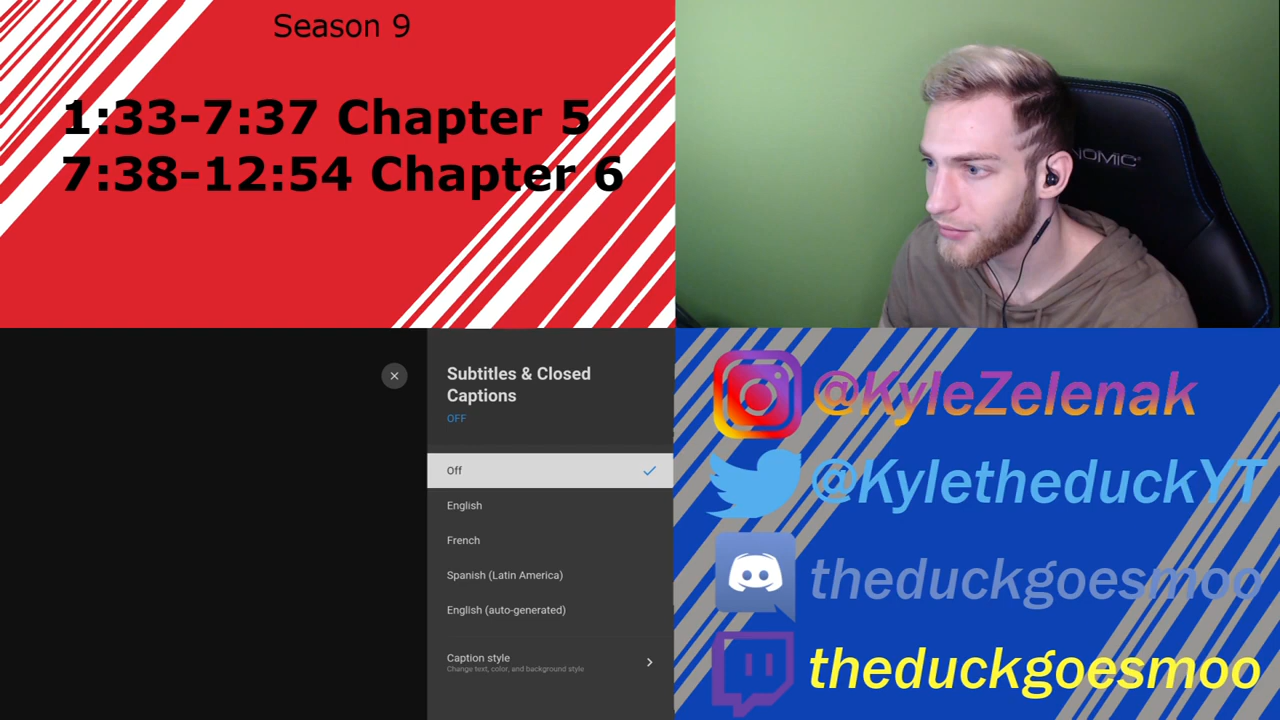 Season 9
1:33-7:37 Chapter 5
7:38-12:54 Chapter 6
NOMIC
Subtitles & Closed
Captions
OFF
Off
English
French
Spanish (Latin America)
English (auto-generated)
Caption style
Change text, color, and background style
@KyleZelenak
@KyletheduckYT
theduckgoesmoo
theduckgoesmoo